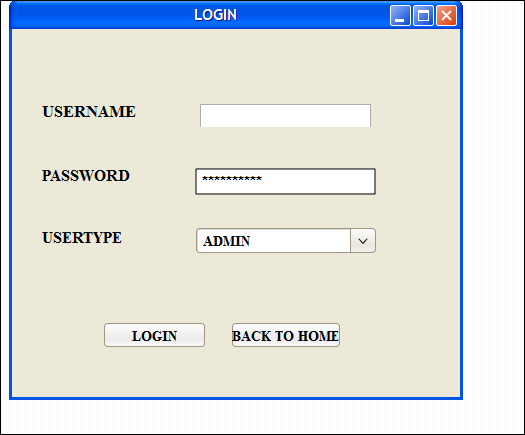 LOGIN
USERNAME
PASSWORD **********
USERTYPE ADMIN
LOGIN BACK TO HOME